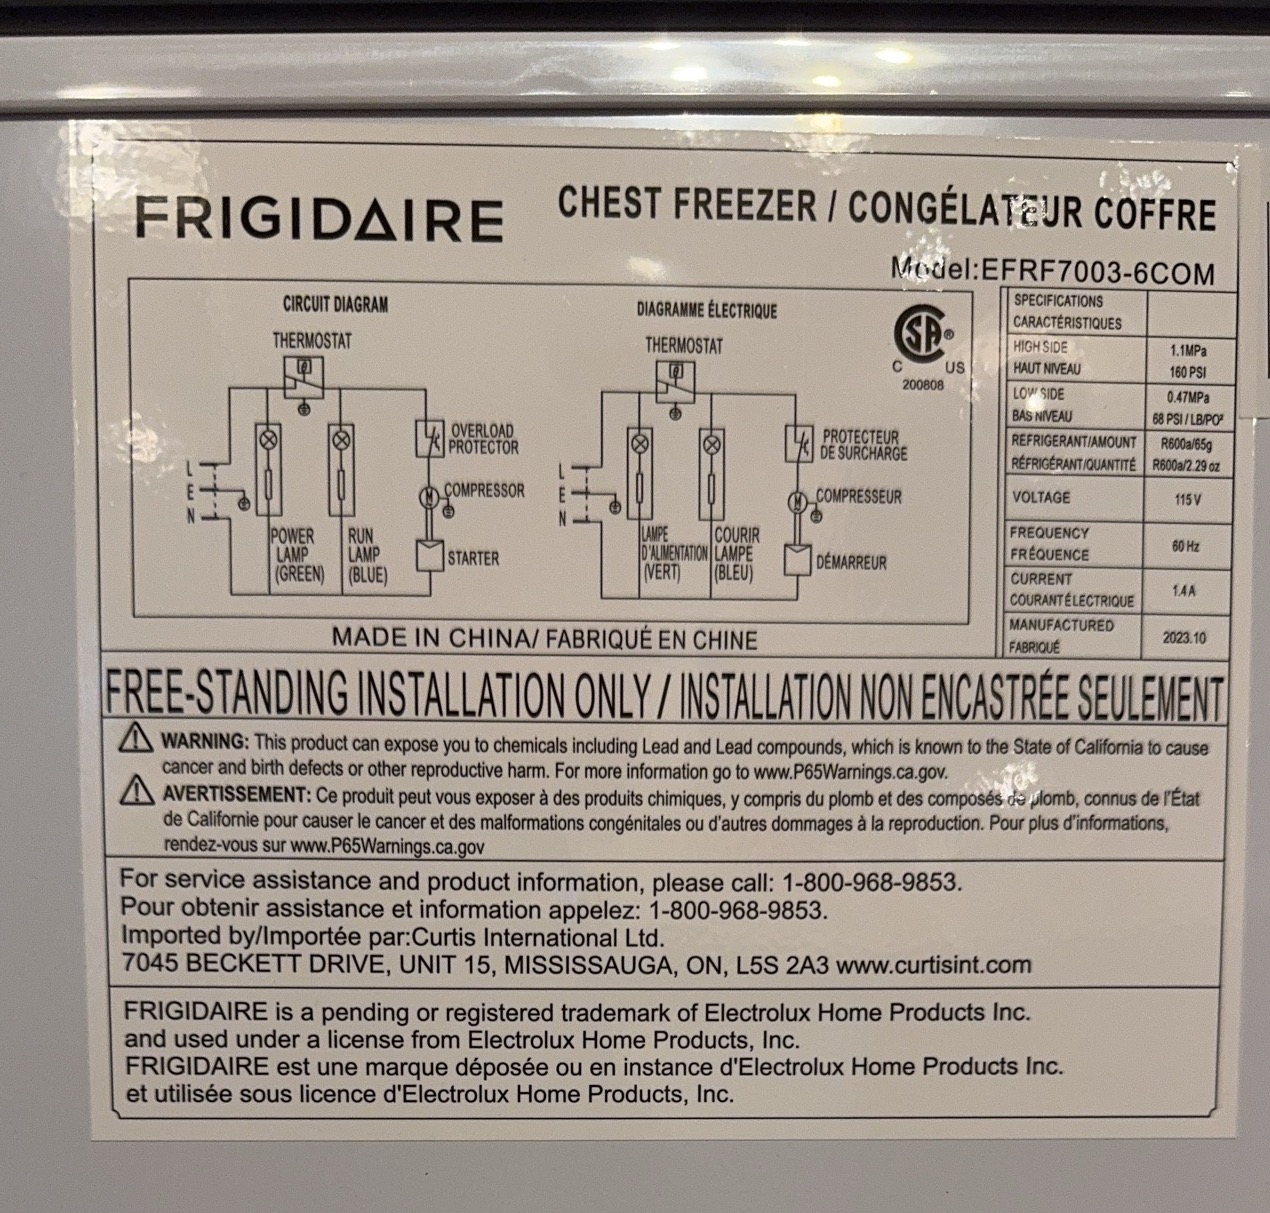 FRIGIDAIRE
CHEST FREEZER / CONGÉLATEUR COFFRE
Model:EFRF7003-6COM
CIRCUIT DIAGRAM
THERMOSTAT
OVERLOAD
PROTECTOR
L
E
N
COMPRESSOR
M
POWER
LAMP
(GREEN)
RUN
LAMP
(BLUE)
STARTER
DIAGRAMME ÉLECTRIQUE
THERMOSTAT
PROTECTEUR
DE SURCHARGE
L
E
N
COMPRESSEUR
M
LAMPE
D'ALIMENTATION
(VERT)
COURIR
LAMPE
(BLEU)
DÉMARREUR
SA®
C US
200808
SPECIFICATIONS
CARACTÉRISTIQUES
HIGH SIDE 1.1MPa
HAUT NIVEAU 160 PSI
LOW SIDE 0.47MPa
BAS NIVEAU 68 PSI / LB/PO²
REFRIGERANT/AMOUNT R600a/65g
RÉFRIGÉRANT/QUANTITÉ R600a/2.29 oz
VOLTAGE 115 V
FREQUENCY
FRÉQUENCE
60 Hz
CURRENT
COURANT ÉLECTRIQUE
1.4 A
MANUFACTURED
FABRIQUÉ
2023.10
MADE IN CHINA/ FABRIQUÉ EN CHINE
FREE-STANDING INSTALLATION ONLY / INSTALLATION NON ENCASTRÉE SEULEMENT
WARNING: This product can expose you to chemicals including Lead and Lead compounds, which is known to the State of California to cause
cancer and birth defects or other reproductive harm. For more information go to www.P65Warnings.ca.gov.
AVERTISSEMENT: Ce produit peut vous exposer à des produits chimiques, y compris du plomb et des composés de plomb, connus de l'État
de Californie pour causer le cancer et des malformations congénitales ou d'autres dommages à la reproduction. Pour plus d'informations,
rendez-vous sur www.P65Warnings.ca.gov
For service assistance and product information, please call: 1-800-968-9853.
Pour obtenir assistance et information appelez: 1-800-968-9853.
Imported by/Importée par:Curtis International Ltd.
7045 BECKETT DRIVE, UNIT 15, MISSISSAUGA, ON, L5S 2A3 www.curtisint.com
FRIGIDAIRE is a pending or registered trademark of Electrolux Home Products Inc.
and used under a license from Electrolux Home Products, Inc.
FRIGIDAIRE est une marque déposée ou en instance d'Electrolux Home Products Inc.
et utilisée sous licence d'Electrolux Home Products, Inc.